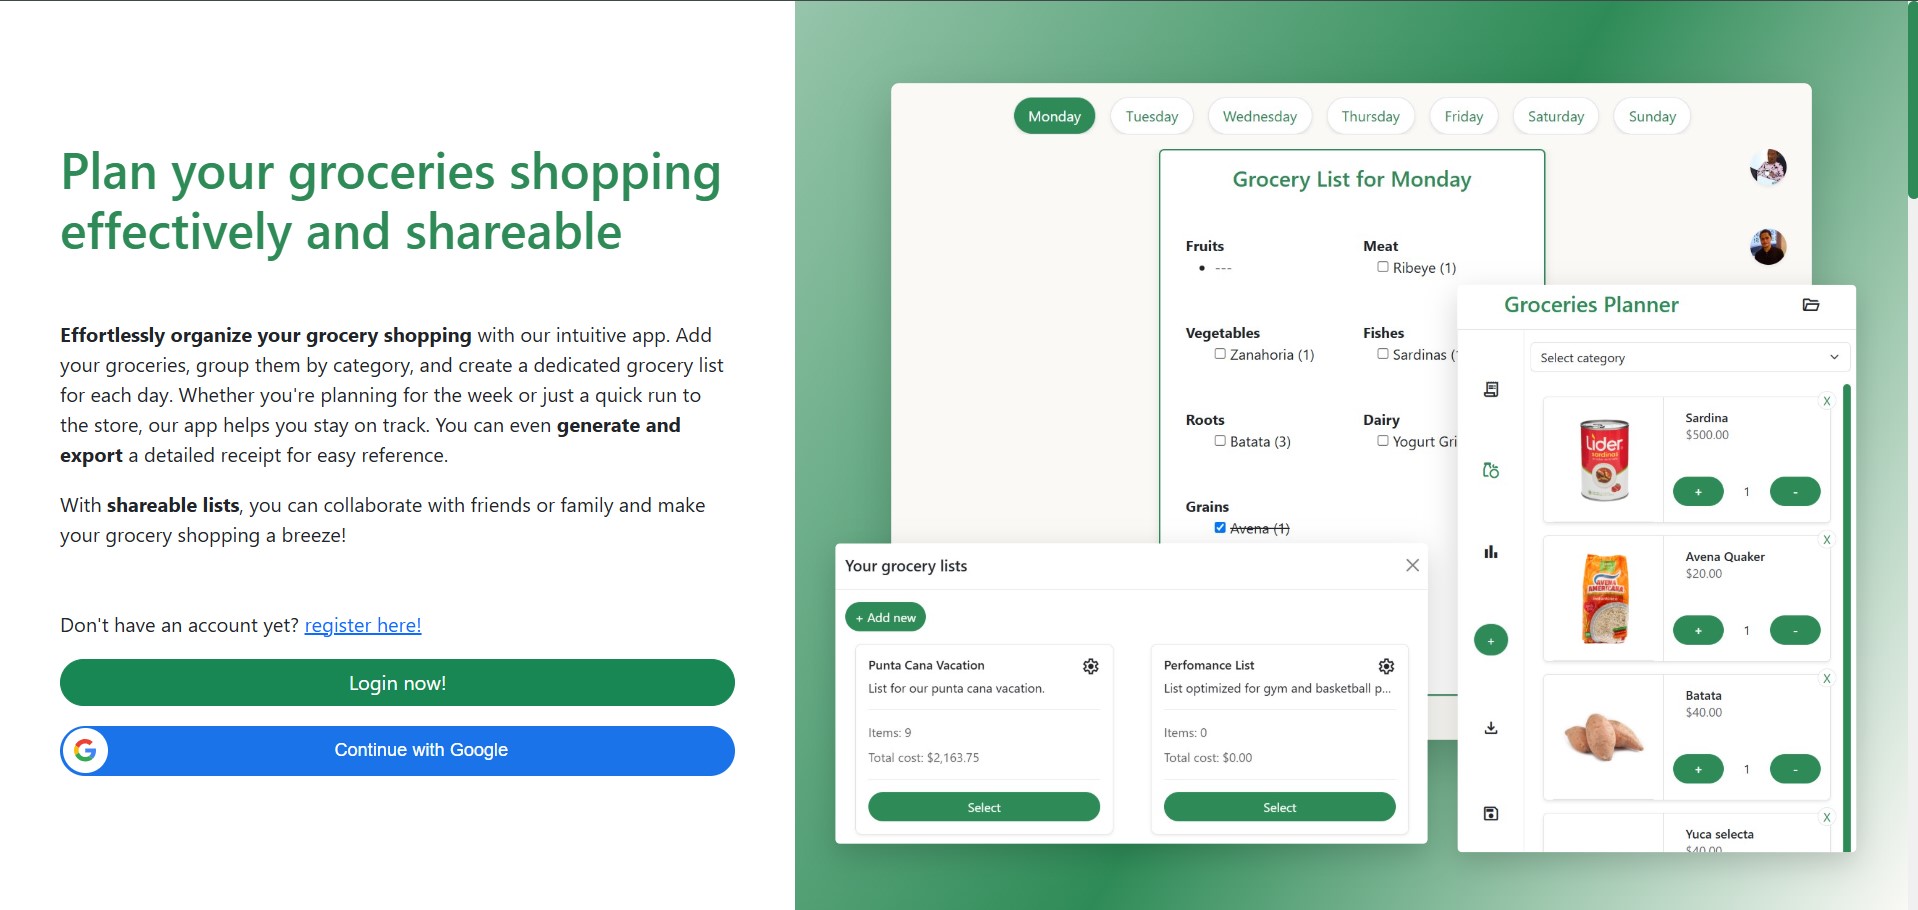 Plan your groceries shopping
effectively and shareable
Effortlessly organize your grocery shopping with our intuitive app. Add
your groceries, group them by category, and create a dedicated grocery list
for each day. Whether you're planning for the week or just a quick run to
the store, our app helps you stay on track. You can even generate and
export a detailed receipt for easy reference.
With shareable lists, you can collaborate with friends or family and make
your grocery shopping a breeze!
Don't have an account yet? register here!
Login now!
Continue with Google
Monday Tuesday Wednesday Thursday Friday Saturday Sunday
Grocery List for Monday
Fruits
---
Meat
Ribeye (1)
Vegetables
Zanahoria (1)
Fishes
Sardinas (
Roots
Batata (3)
Dairy
Yogurt Gri
Grains
Avena (1)
Your grocery lists
+ Add new
Punta Cana Vacation
List for our punta cana vacation.
Items: 9
Total cost: $2,163.75
Select
Perfomance List
List optimized for gym and basketball p...
Items: 0
Total cost: $0.00
Select
Groceries Planner
Select category
X
Lider
sardinas
Sardina
$500.00
+ 1 -
X
AVENA
AMERICANA
Avena Quaker
$20.00
+ 1 -
X
Batata
$40.00
+ 1 -
X
Yuca selecta
$40.00
+